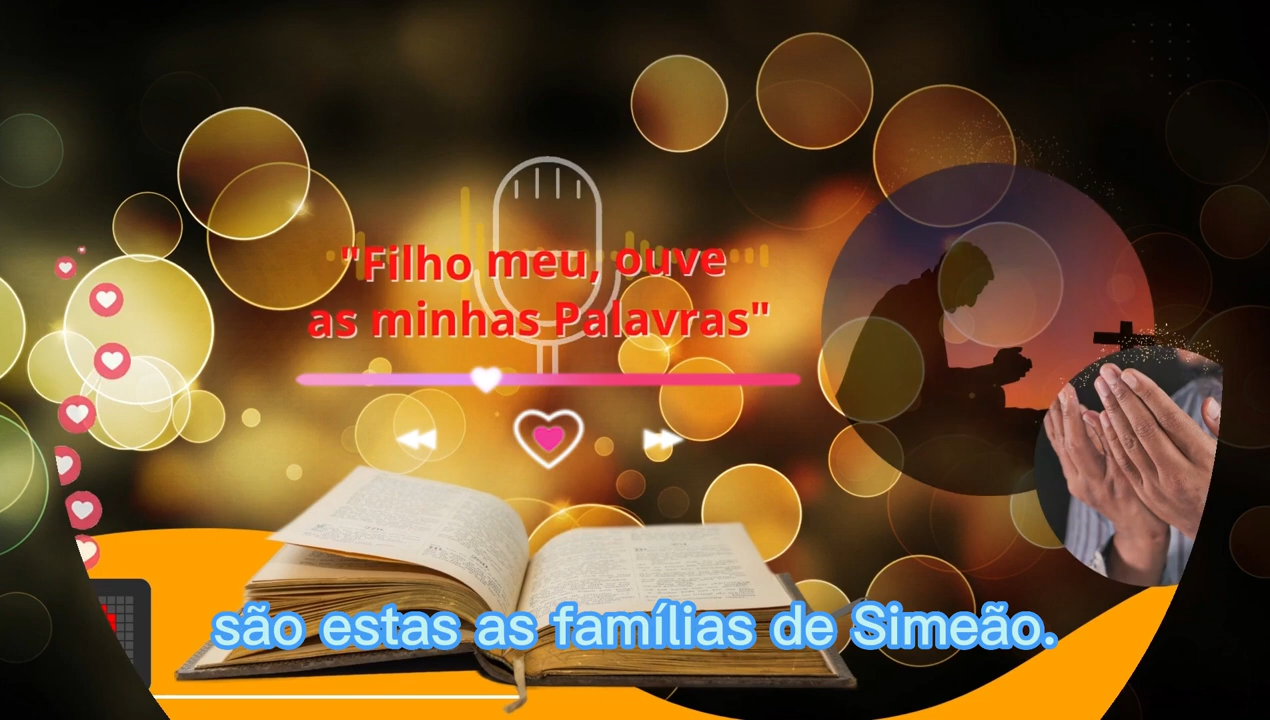 "Filho meu, ouve
as minhas Palavras"
são estas as famílias de Simeão.